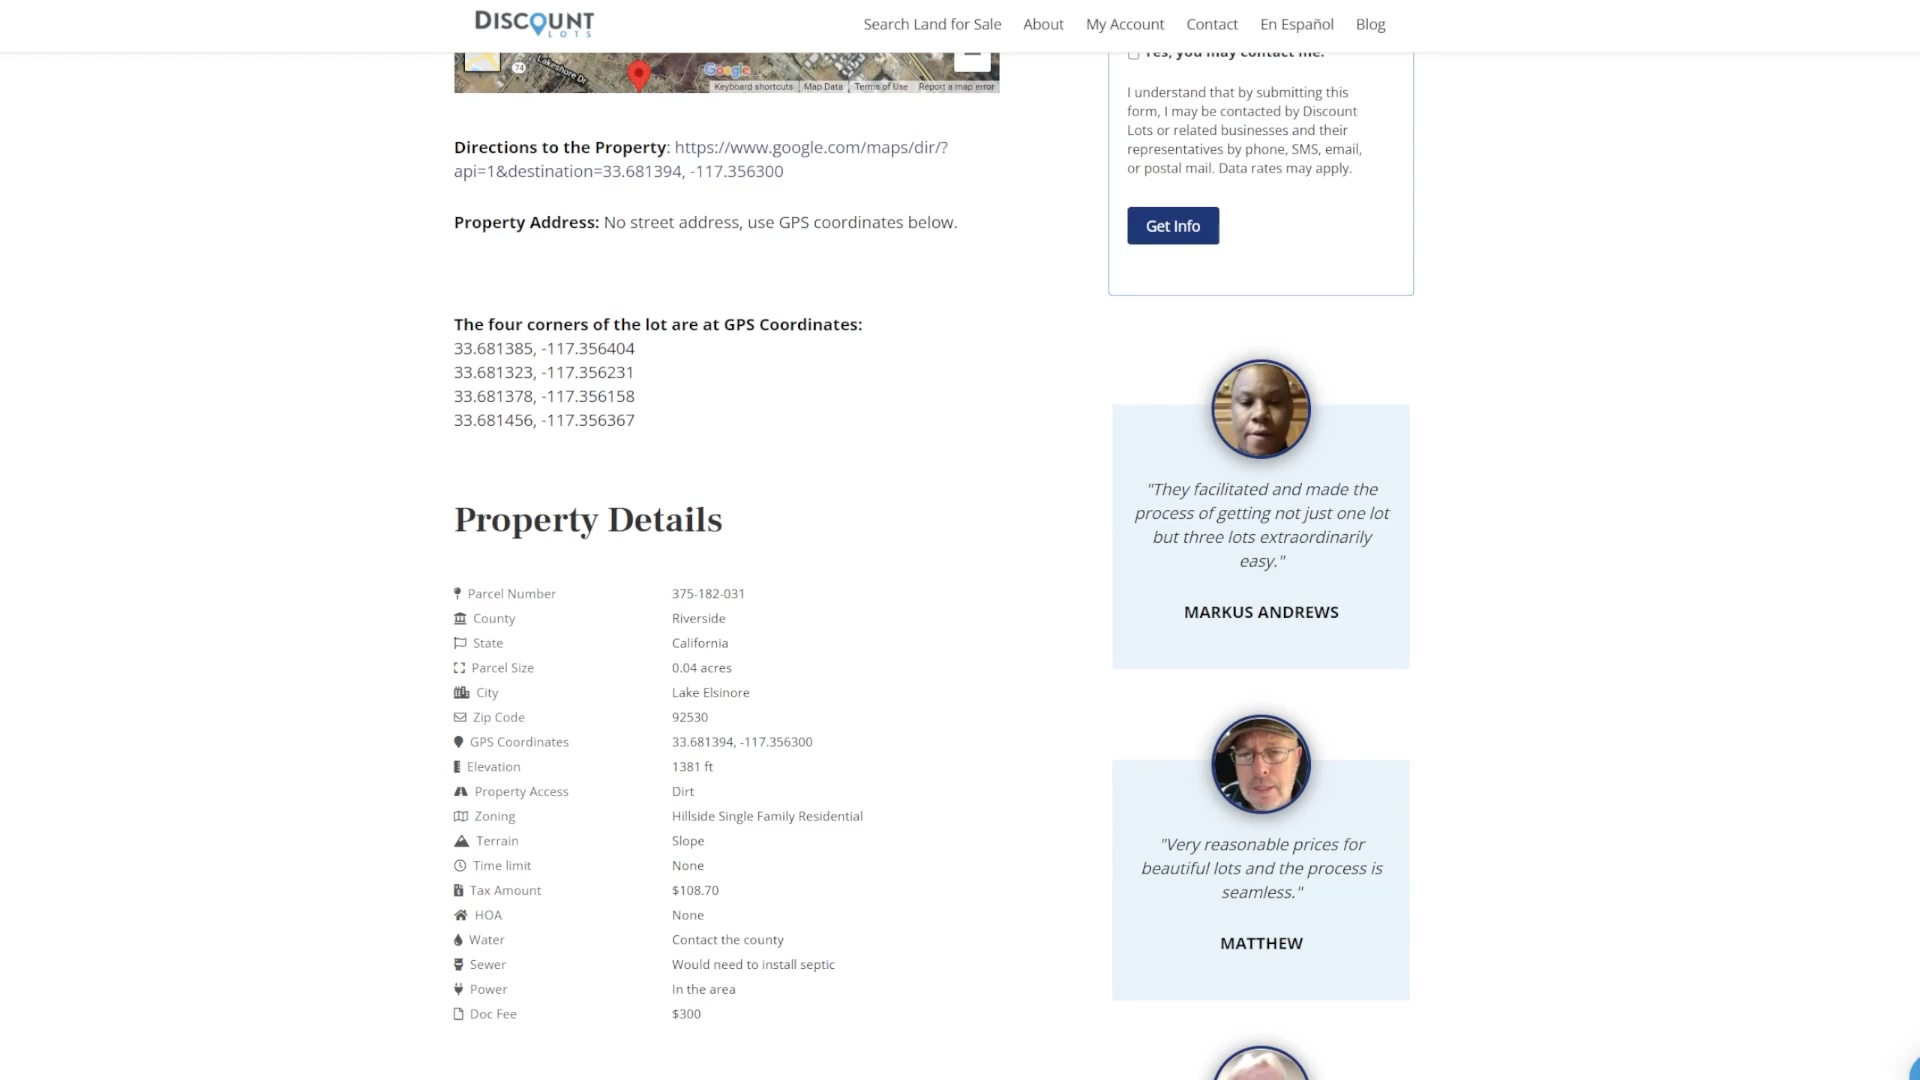 DISCOUNT
LOTS
Search Land for Sale
About
My Account
Contact
En Español
Blog
74
Lakeshore Dr
Google
Keyboard shortcuts
Map Data
Terms of Use
Report a map error
Directions to the Property: https://www.google.com/maps/dir/?
api=1&destination=33.681394, -117.356300
Property Address: No street address, use GPS coordinates below.
The four corners of the lot are at GPS Coordinates:
33.681385, -117.356404
33.681323, -117.356231
33.681378, -117.356158
33.681456, -117.356367
Property Details
Parcel Number 375-182-031
County Riverside
State California
Parcel Size 0.04 acres
City Lake Elsinore
Zip Code 92530
GPS Coordinates 33.681394, -117.356300
Elevation 1381 ft
Property Access Dirt
Zoning Hillside Single Family Residential
Terrain Slope
Time limit None
Tax Amount $108.70
HOA None
Water Contact the county
Sewer Would need to install septic
Power In the area
Doc Fee $300
Yes, you may contact me.
I understand that by submitting this
form, I may be contacted by Discount
Lots or related businesses and their
representatives by phone, SMS, email,
or postal mail. Data rates may apply.
Get Info
"They facilitated and made the
process of getting not just one lot
but three lots extraordinarily
easy."
MARKUS ANDREWS
"Very reasonable prices for
beautiful lots and the process is
seamless."
MATTHEW